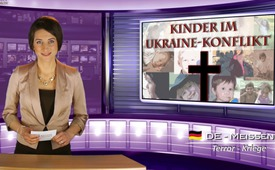 KINDER IM
UKRAINE-KONFLIKT
DE - MEISSEN
Terror - Kriege